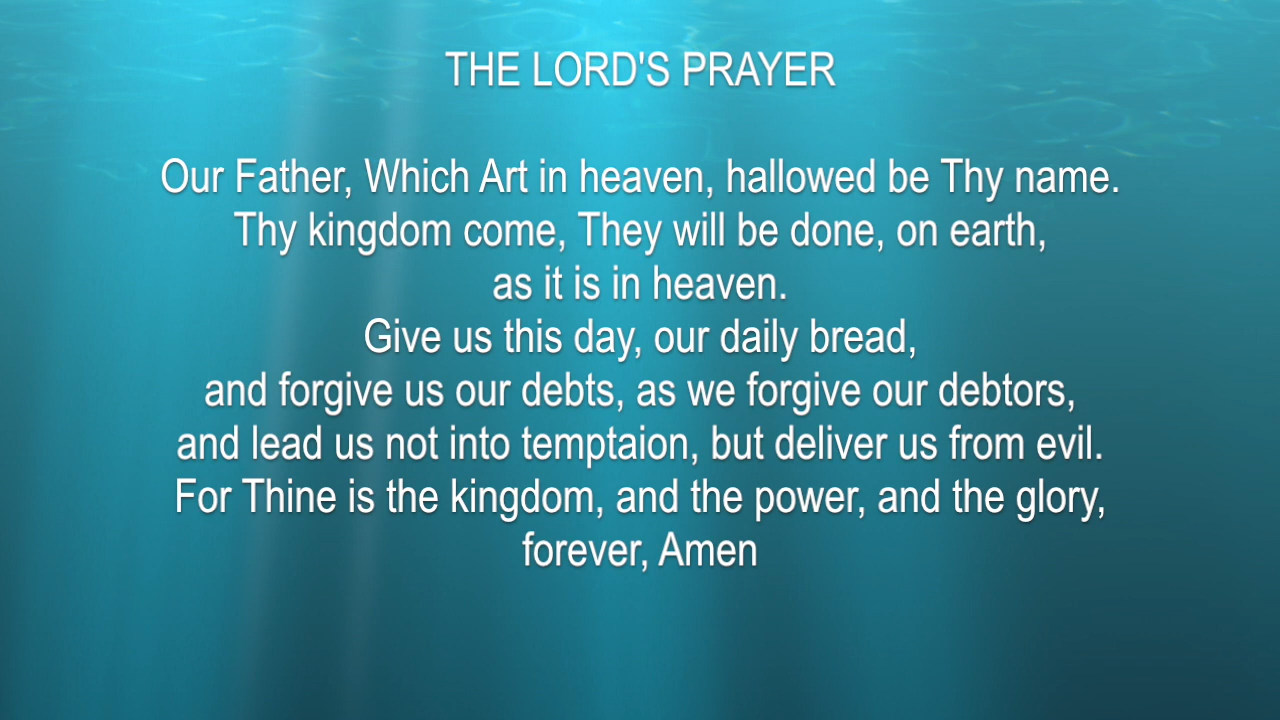 THE LORD'S PRAYER
Our Father, Which Art in heaven, hallowed be Thy name.
Thy kingdom come, They will be done, on earth,
as it is in heaven.
Give us this day, our daily bread,
and forgive us our debts, as we forgive our debtors,
and lead us not into temptaion, but deliver us from evil.
For Thine is the kingdom, and the power, and the glory,
forever, Amen